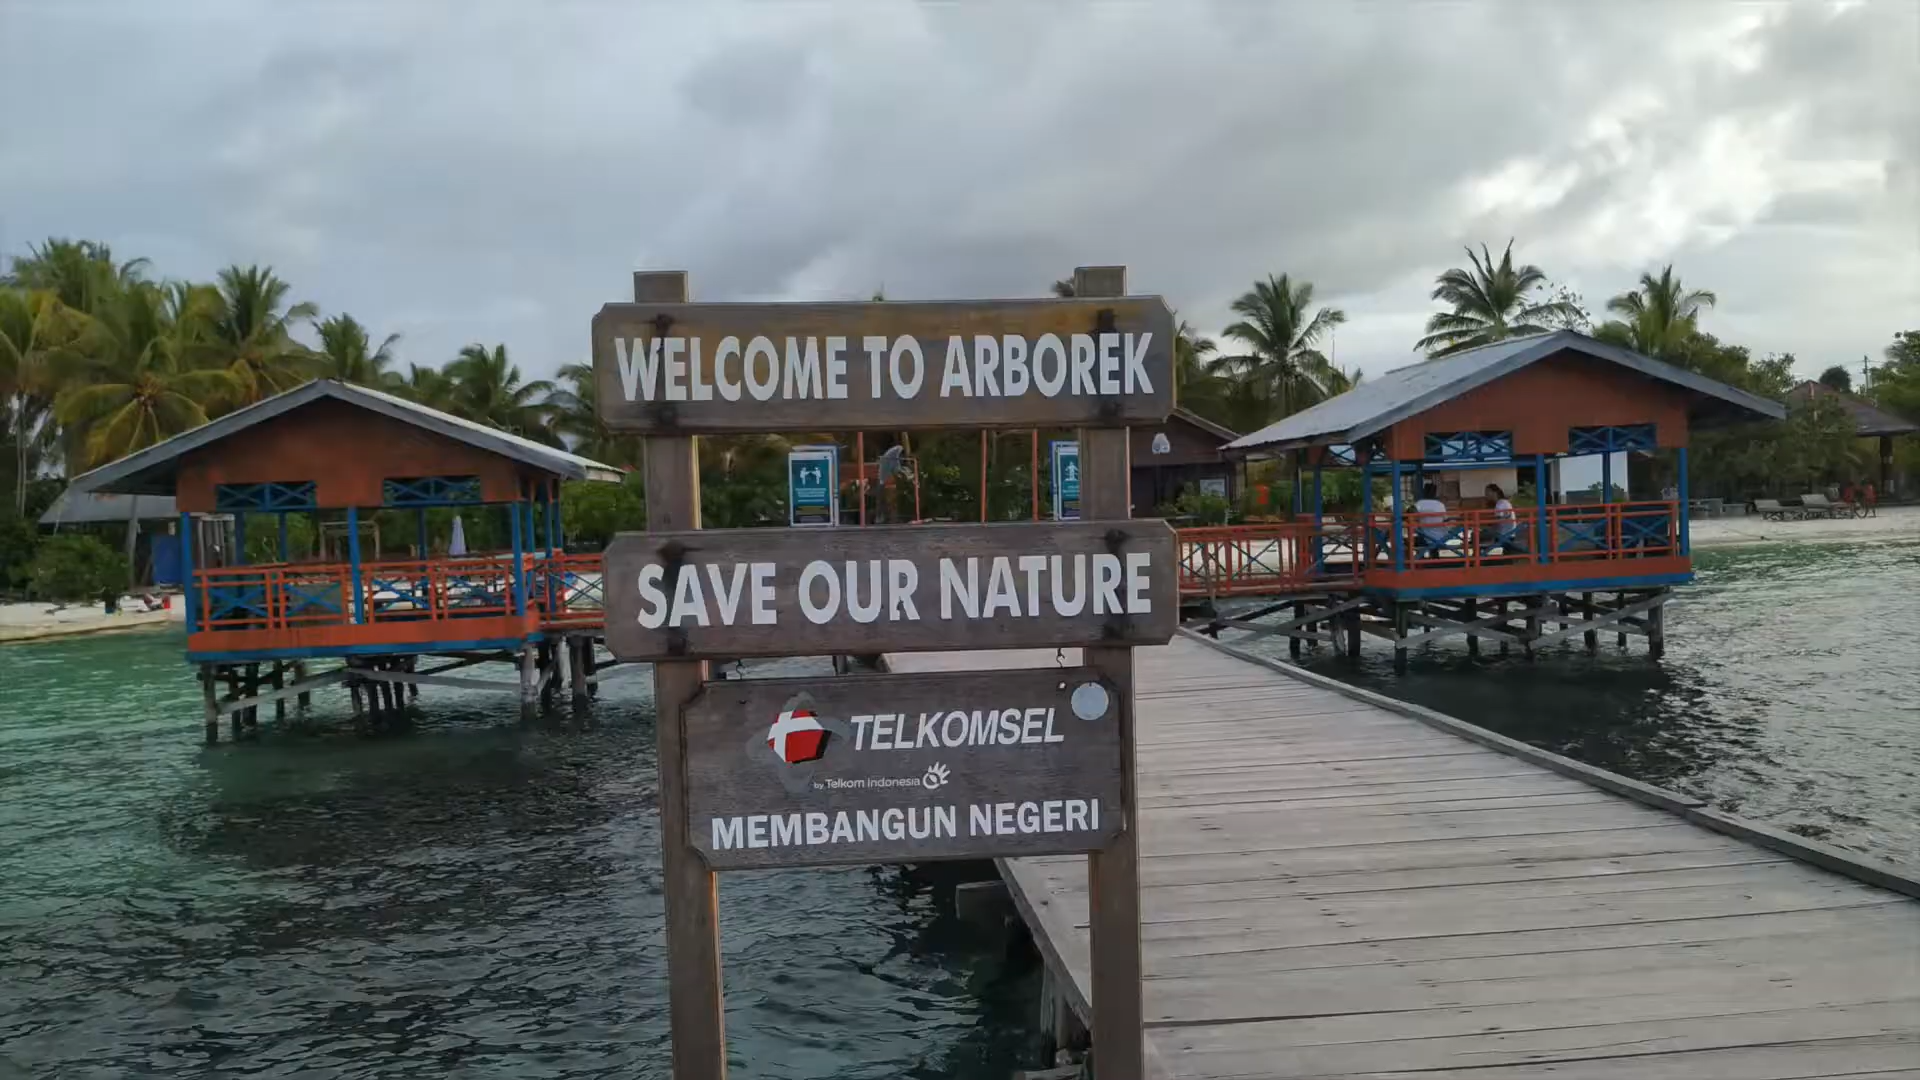 WELCOME TO ARBOREK
SAVE OUR NATURE
TELKOMSEL
by Telkom Indonesia
MEMBANGUN NEGERI